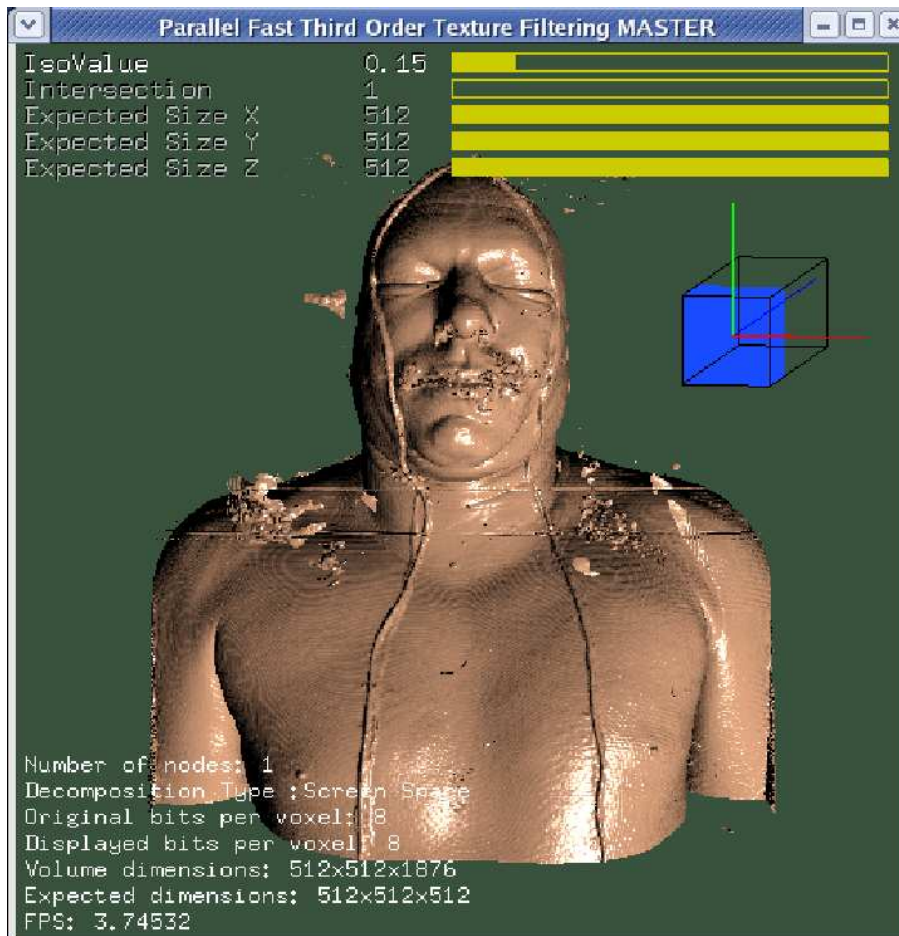 Parallel Fast Third Order Texture Filtering MASTER
IsoValue 0.15
Intersection 1
Expected Size X 512
Expected Size Y 512
Expected Size Z 512
Number of nodes: 1
Decomposition Type :Screen Space
Original bits per voxel: 8
Displayed bits per voxel: 8
Volume dimensions: 512x512x1876
Expected dimensions: 512x512x512
FPS: 3.74532